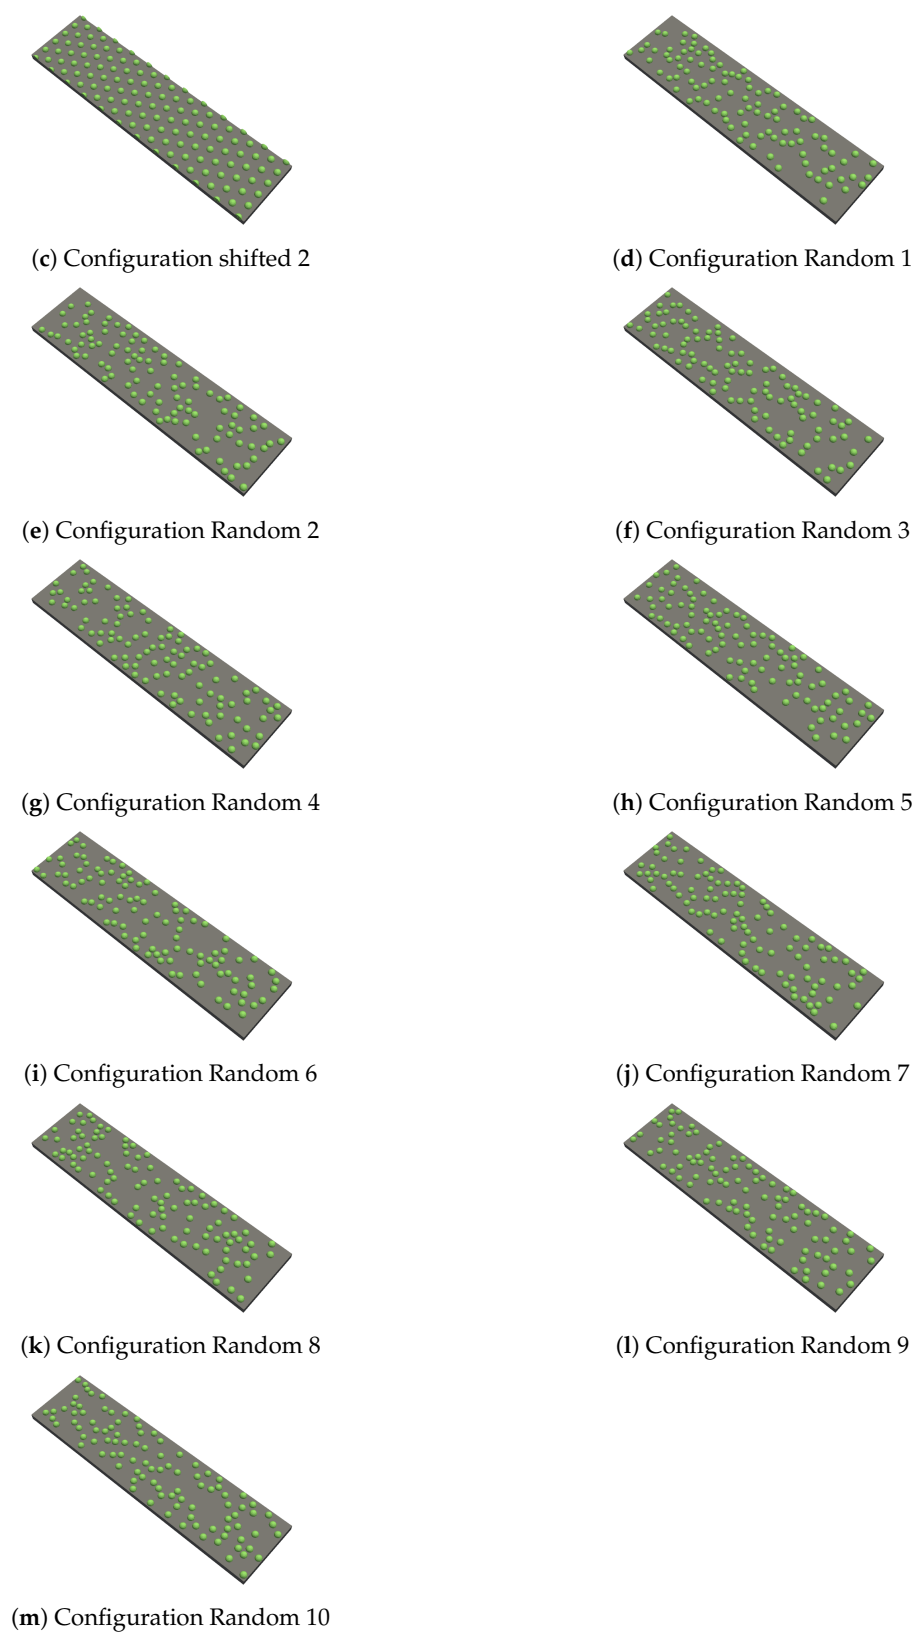 (c) Configuration shifted 2
(d) Configuration Random 1
(e) Configuration Random 2
(f) Configuration Random 3
(g) Configuration Random 4
(h) Configuration Random 5
(i) Configuration Random 6
(j) Configuration Random 7
(k) Configuration Random 8
(l) Configuration Random 9
(m) Configuration Random 10